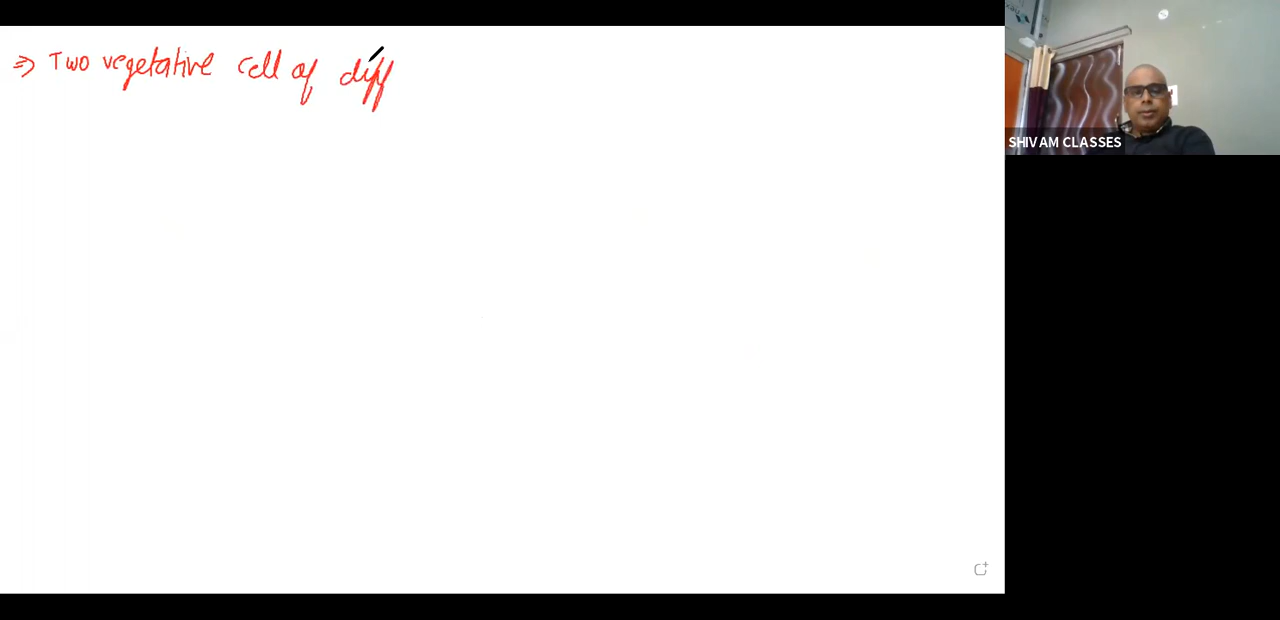 ⇒ Two vegetative cell of diff
SHIVAM CLASSES